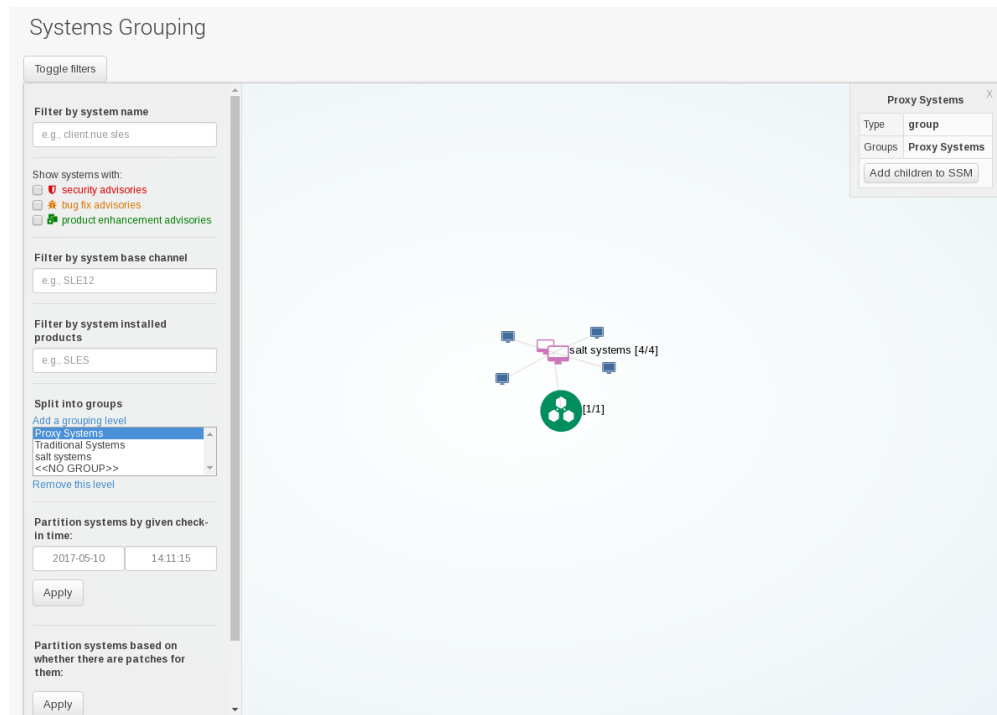 Systems Grouping
Toggle filters
Filter by system name
e.g., client.nue.sles
Show systems with:
security advisories
bug fix advisories
product enhancement advisories
Filter by system base channel
e.g., SLE12
Filter by system installed
products
e.g., SLES
Split into groups
Add a grouping level
Proxy Systems
Traditional Systems
salt systems
<<NO GROUP>>
Remove this level
Partition systems by given check-
in time:
2017-05-10 14:11:15
Apply
Partition systems based on
whether there are patches for
them:
Apply
salt systems [4/4]
[1/1]
X
Proxy Systems
Type group
Groups Proxy Systems
Add children to SSM